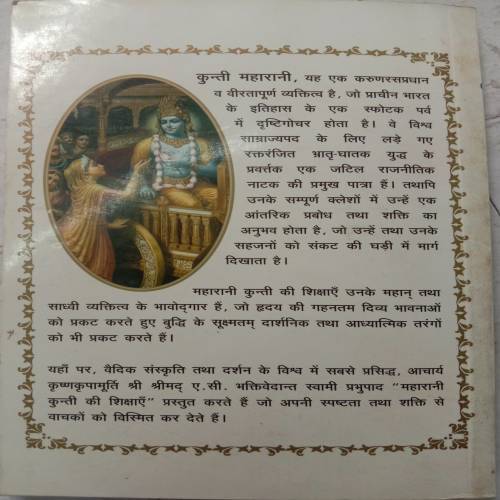 कुन्ती महारानी, यह एक करुणरसप्रधान
व वीरतापूर्ण व्यक्तित्व है, जो प्राचीन भारत
के इतिहास के एक स्फोटक पर्व
में दृष्टिगोचर होता है। वे विश्व
साम्राज्यपद के लिए लड़े गए
रक्तरंजित भ्रातृ-घातक युद्ध के
प्रवर्त्तक एक जटिल राजनीतिक
नाटक की प्रमुख पात्रा हैं। तथापि
उनके सम्पूर्ण क्लेशों में उन्हें एक
आंतरिक प्रबोध तथा शक्ति का
अनुभव होता है, जो उन्हें तथा उनके
सहजनों को संकट की घड़ी में मार्ग
दिखाता है।
महारानी कुन्ती की शिक्षाएँ उनके महान् तथा
साध्वी व्यक्तित्व के भावोद्गार हैं, जो हृदय की गहनतम दिव्य भावनाओं
को प्रकट करते हुए बुद्धि के सूक्ष्मतम् दार्शनिक तथा आध्यात्मिक तरंगों
को भी प्रकट करते हैं।
यहाँ पर, वैदिक संस्कृति तथा दर्शन के विश्व में सबसे प्रसिद्ध, आचार्य
कृष्णकृपामूर्ति श्री श्रीमद् ए.सी. भक्तिवेदान्त स्वामी प्रभुपाद "महारानी
कुन्ती की शिक्षाएँ" प्रस्तुत करते हैं जो अपनी स्पष्टता तथा शक्ति से
वाचकों को विस्मित कर देते हैं।